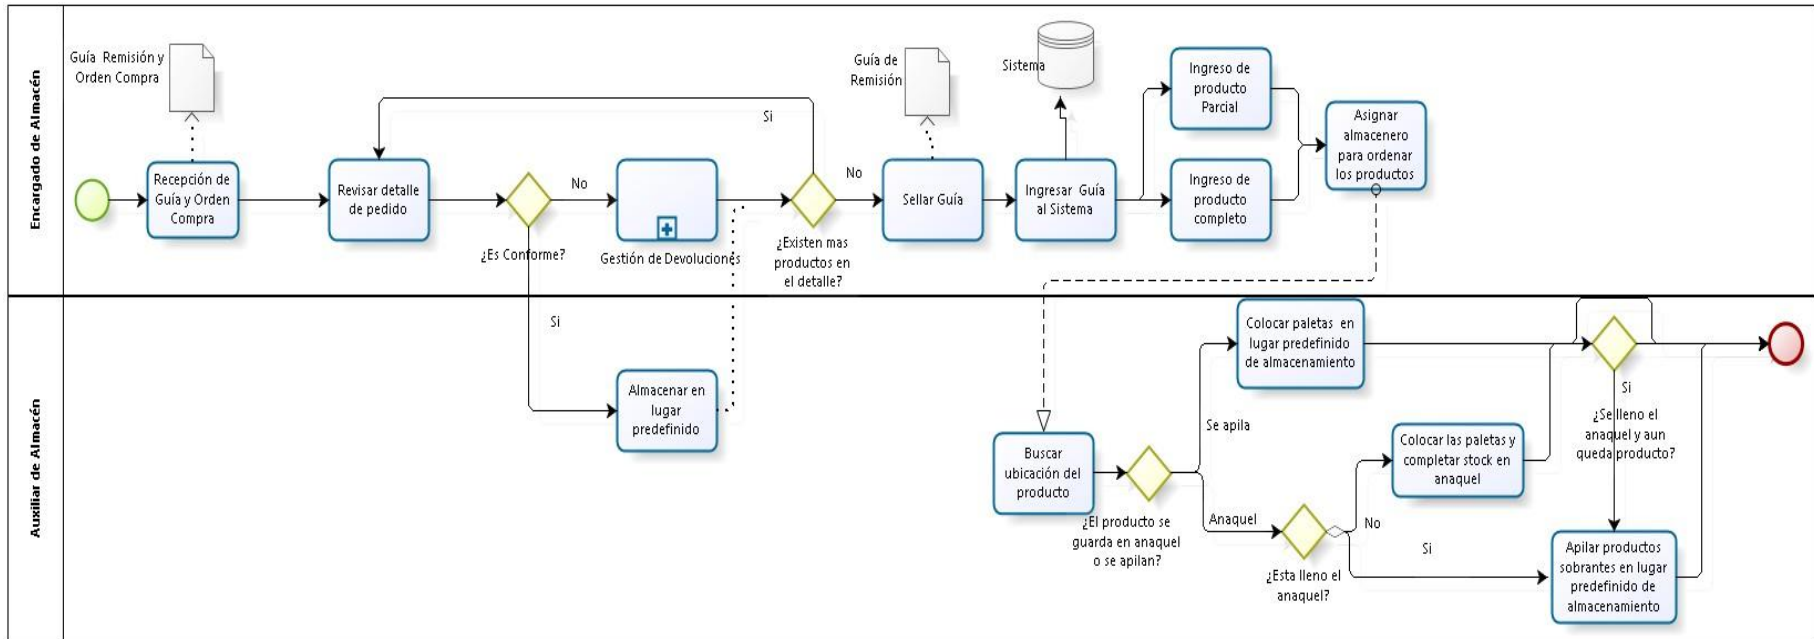 Encargado de Almacén
Guía Remisión y
Orden Compra
Recepción de
Guía y Orden
Compra
Revisar detalle
de pedido
¿Es Conforme?
No
Si
Gestión de Devoluciones
Si
¿Existen mas
productos en
el detalle?
No
Guía de
Remisión
Sellar Guía
Sistema
Ingresar Guía
al Sistema
Ingreso de
producto
Parcial
Ingreso de
producto
completo
Asignar
almacenero
para ordenar
los productos
Auxiliar de Almacén
Almacenar en
lugar
predefinido
Buscar
ubicación del
producto
¿El producto se
guarda en anaquel
o se apilan?
Se apila
Anaquel
Colocar paletas en
lugar predefinido
de almacenamiento
¿Esta lleno el
anaquel?
No
Si
Colocar las paletas y
completar stock en
anaquel
Si
¿Se lleno el
anaquel y aun
queda producto?
Apilar productos
sobrantes en lugar
predefinido de
almacenamiento